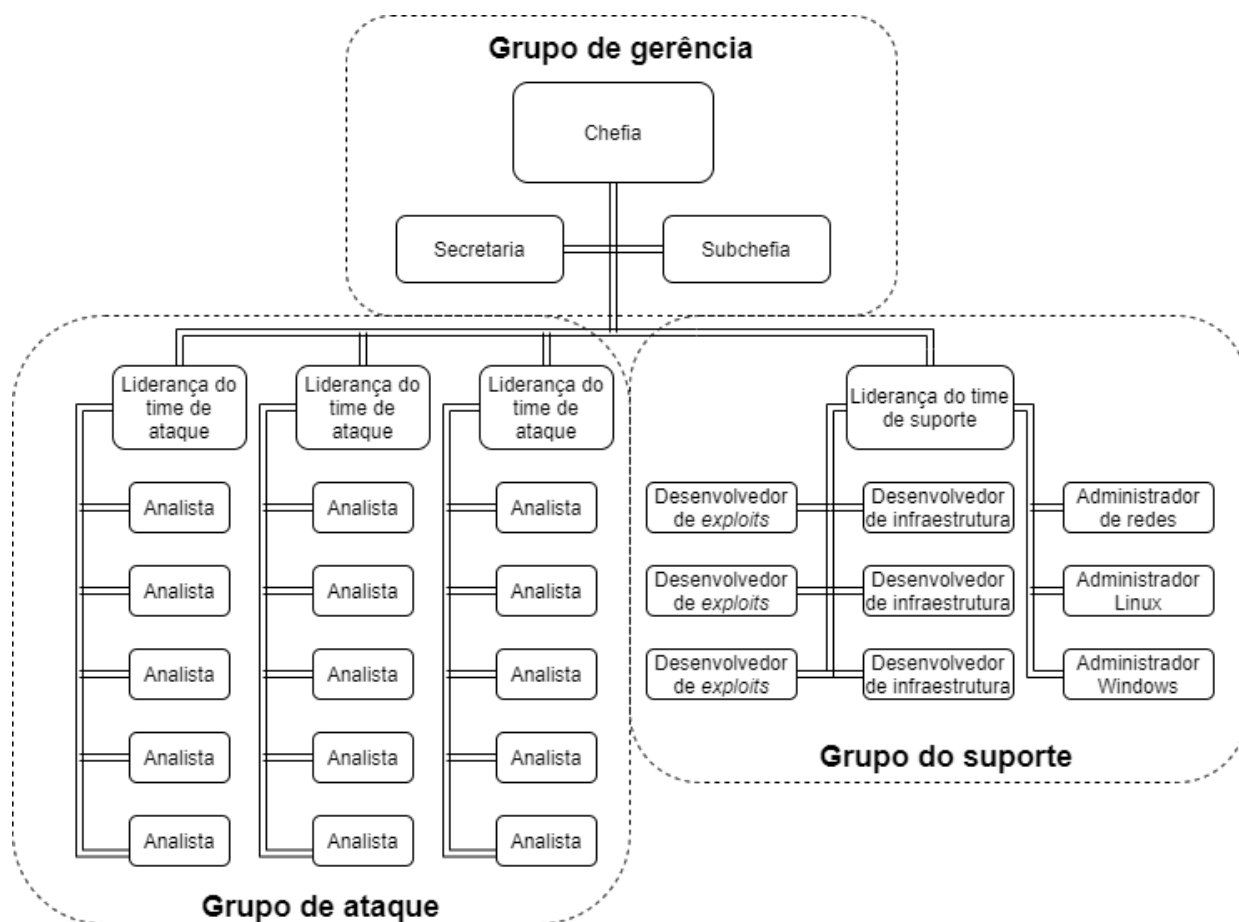 Grupo de gerência
Chefia
Secretaria
Subchefia
Liderança do
time de
ataque
Liderança do
time de
ataque
Liderança do
time de
ataque
Liderança do time
de suporte
Analista
Analista
Analista
Desenvolvedor
de exploits
Desenvolvedor
de infraestrutura
Administrador
de redes
Analista
Analista
Analista
Desenvolvedor
de exploits
Desenvolvedor
de infraestrutura
Administrador
Linux
Analista
Analista
Analista
Desenvolvedor
de exploits
Desenvolvedor
de infraestrutura
Administrador
Windows
Analista
Analista
Analista
Grupo do suporte
Analista
Analista
Analista
Grupo de ataque